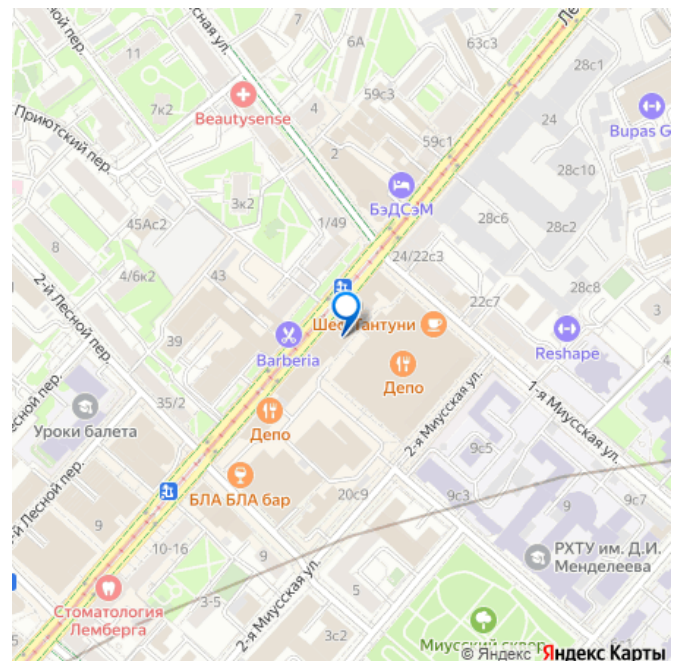 11
7
6А
63с3
28с1
Приютский пер.
7к2
Beautysense
4
59с3
59с1
24
Bupas G
2
28с10
3к2
БэДСэМ
45Ас2
1/49
28с6
28с2
8
4/6к2
43
24/22с3
22с7
28с8
3
2-й Лесной пер.
39
Barberia
Шеф Тантуни
Reshape
Депо
35/2
Уроки балета
Депо
2-я Миусская ул.
1-я Миусская ул.
9с5
БЛА БЛА бар
20с9
9с3
9
9с7
9
10-16
9
РХТУ им. Д.И.
Менделеева
Стоматология
Лемберга
3-5
2-я Миусская ул.
5
3с2
Миусский сквер
© Яндекс Яндекс Карты